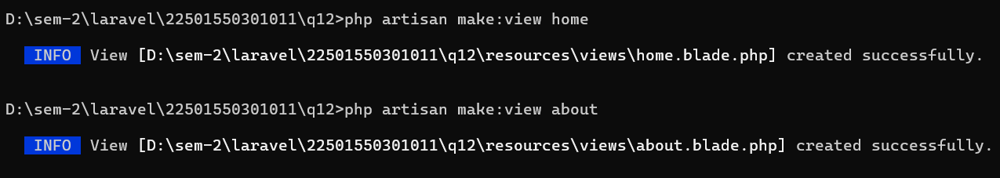 D:\sem-2\laravel\22501550301011\q12>php artisan make:view home
INFO View [D:\sem-2\laravel\22501550301011\q12\resources\views\home.blade.php] created successfully.
D:\sem-2\laravel\22501550301011\q12>php artisan make:view about
INFO View [D:\sem-2\laravel\22501550301011\q12\resources\views\about.blade.php] created successfully.